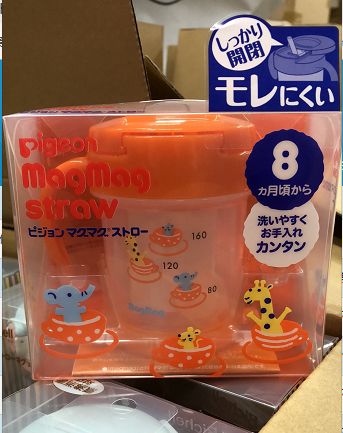 しっかり
開閉
モレにくい
Pigeon
MagMag
straw
ピジョン マグマグ ストロー
8
カ月頃から
洗いやすく
お手入れ
カンタン
160
120
80
MagMag